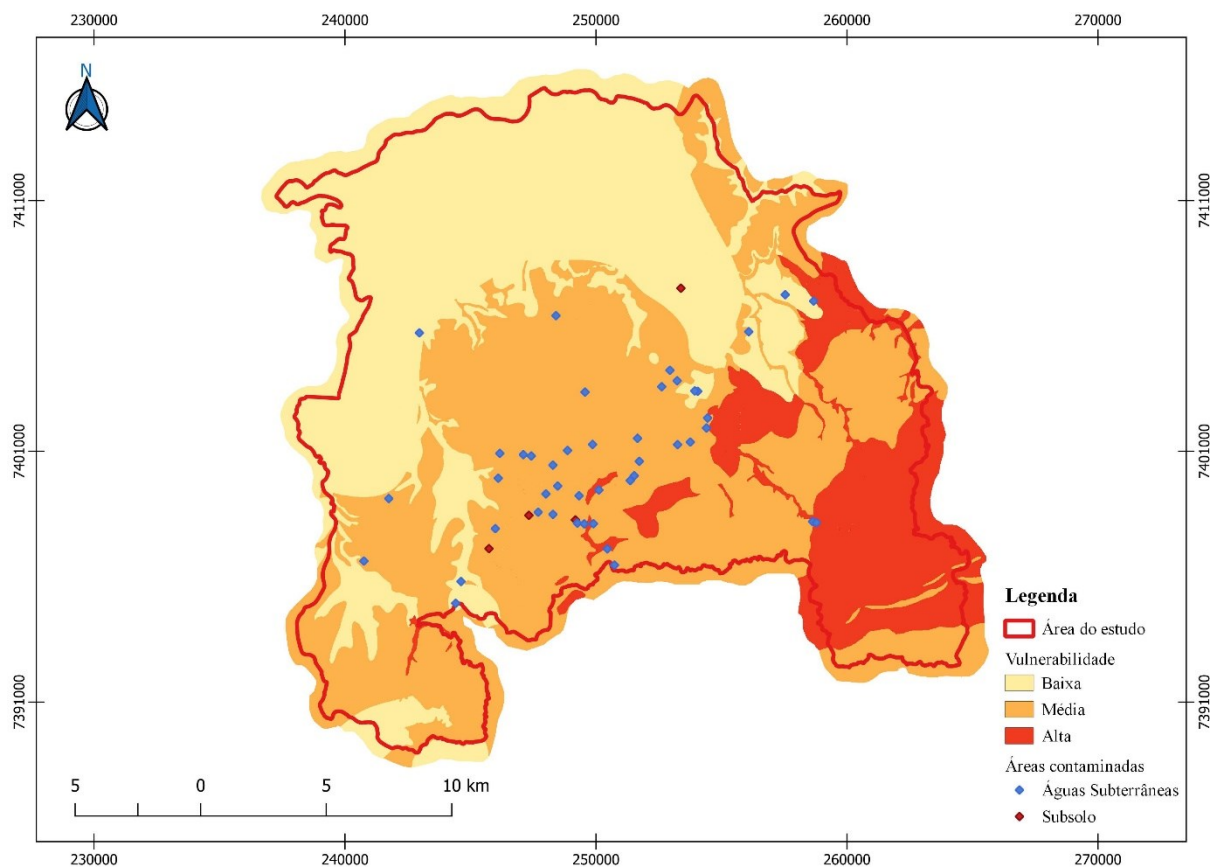 230000 240000 250000 260000 270000
N
7411000 7411000
7401000 7401000
7391000 7391000
Legenda
Área do estudo
Vulnerabilidade
Baixa
Média
Alta
Áreas contaminadas
Águas Subterrâneas
Subsolo
5 0 5 10 km
230000 240000 250000 260000 270000